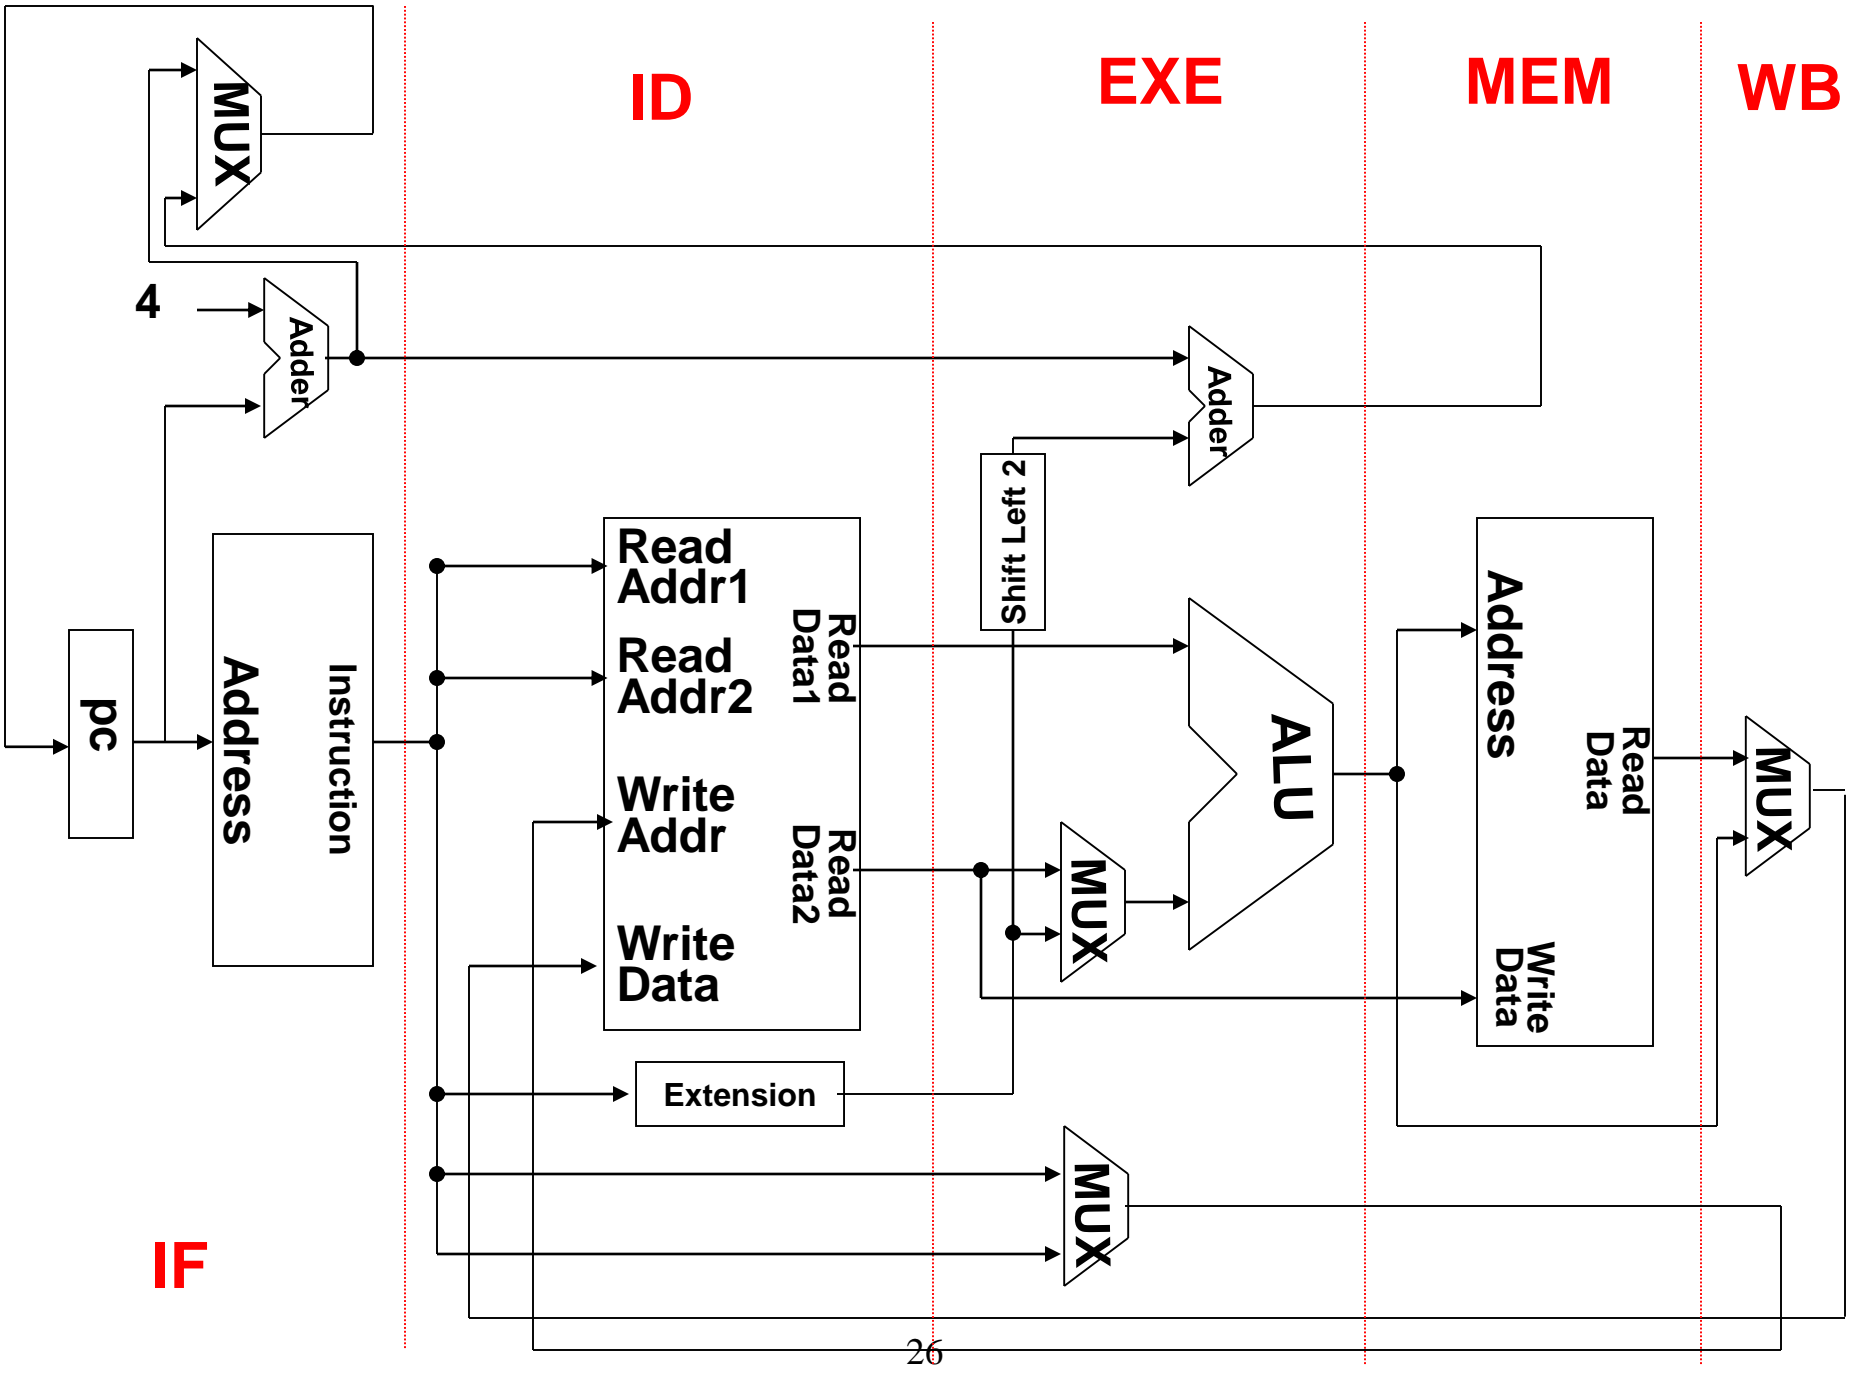 ID
EXE
MEM
WB
MUX
4
Adder
Adder
Shift Left 2
pc
Address
Instruction
Read
Addr1
Read
Addr2
Write
Addr
Write
Data
Read
Data1
Read
Data2
ALU
MUX
Address
Read
Data
Write
Data
MUX
Extension
MUX
IF
26